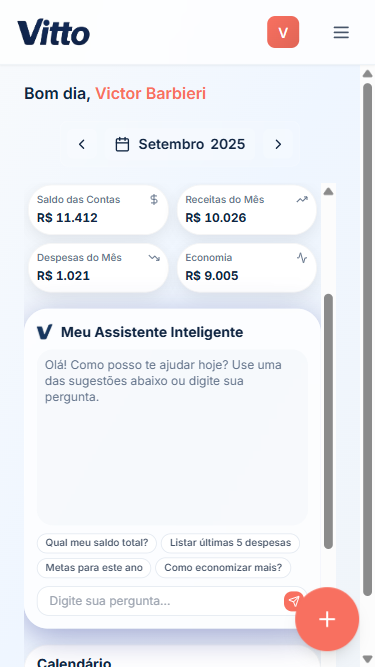 Vitto
V
Bom dia, Victor Barbieri
Setembro 2025
Saldo das Contas
R$ 11.412
Receitas do Mês
R$ 10.026
Despesas do Mês
R$ 1.021
Economia
R$ 9.005
V Meu Assistente Inteligente
Olá! Como posso te ajudar hoje? Use uma
das sugestões abaixo ou digite sua
pergunta.
Qual meu saldo total?
Listar últimas 5 despesas
Metas para este ano
Como economizar mais?
Digite sua pergunta...
Calendário